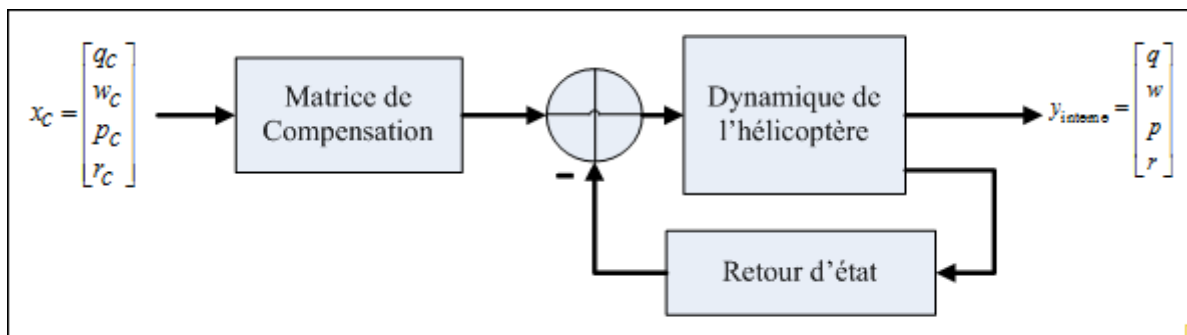 x_C = [q_C w_C p_C r_C]
Matrice de
Compensation
Dynamique de
l'hélicoptère
y_interne = [q w p r]
Retour d'état